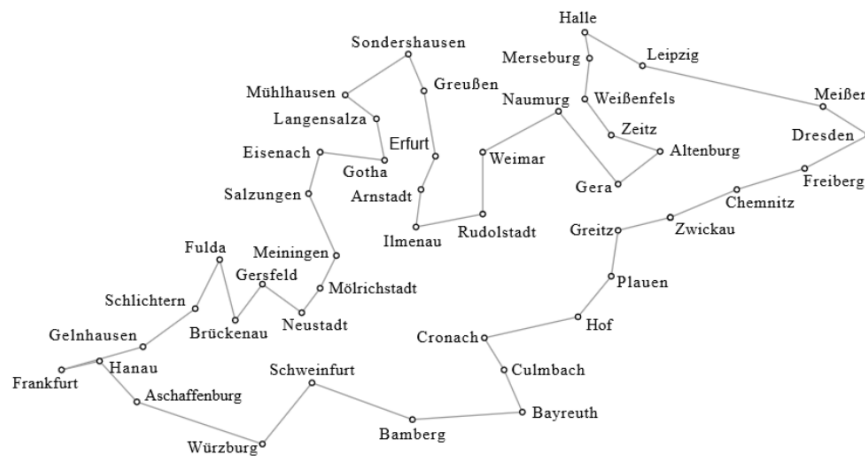 Halle
Sondershausen
Merseburg
Leipzig
Greußen
Mühlhausen
Naumurg
Weißenfels
Meißen
Langensalza
Zeitz
Dresden
Erfurt
Eisenach
Weimar
Altenburg
Gotha
Freiberg
Salzungen
Arnstadt
Gera
Chemnitz
Ilmenau
Rudolstadt
Greitz
Zwickau
Fulda
Meiningen
Gersfeld
Plauen
Schlichtern
Mölrichstadt
Brückenau
Neustadt
Hof
Gelnhausen
Cronach
Hanau
Frankfurt
Schweinfurt
Culmbach
Aschaffenburg
Bayreuth
Bamberg
Würzburg